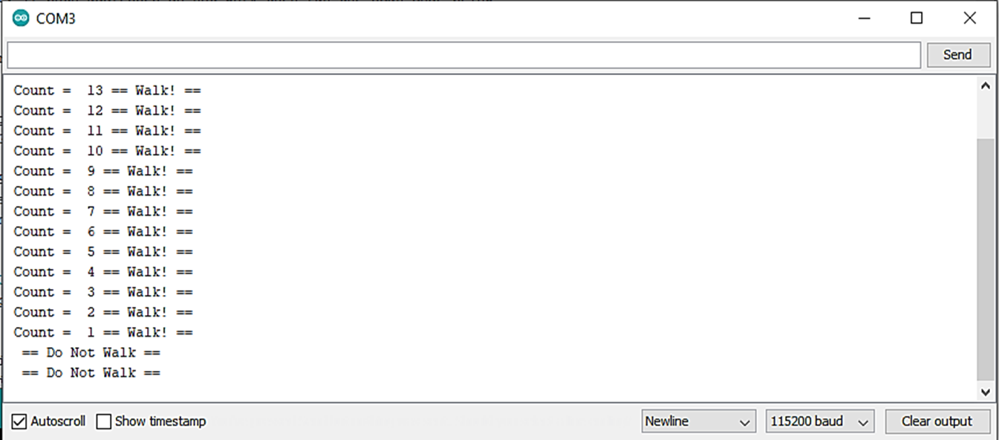 COM3
Send
Count =  13 == Walk! ==
Count =  12 == Walk! ==
Count =  11 == Walk! ==
Count =  10 == Walk! ==
Count =  9 == Walk! ==
Count =  8 == Walk! ==
Count =  7 == Walk! ==
Count =  6 == Walk! ==
Count =  5 == Walk! ==
Count =  4 == Walk! ==
Count =  3 == Walk! ==
Count =  2 == Walk! ==
Count =  1 == Walk! ==
 == Do Not Walk ==
 == Do Not Walk ==
Autoscroll Show timestamp Newline 115200 baud Clear output